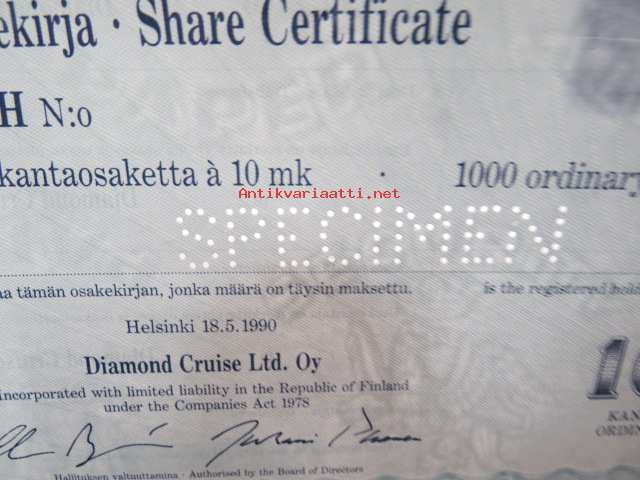 ekirja · Share Certificate
H N:o
kantaosaketta à 10 mk · 1000 ordinary
Antikvariaatti.net
SPECIMEN
aa tämän osakekirjan, jonka määrä on täysin maksettu. is the registered
Helsinki 18.5.1990
Diamond Cruise Ltd. Oy
incorporated with limited liability in the Republic of Finland
under the Companies Act 1978
KAN
ORDIN
Hallituksen valtuuttamina · Authorised by the Board of Directors